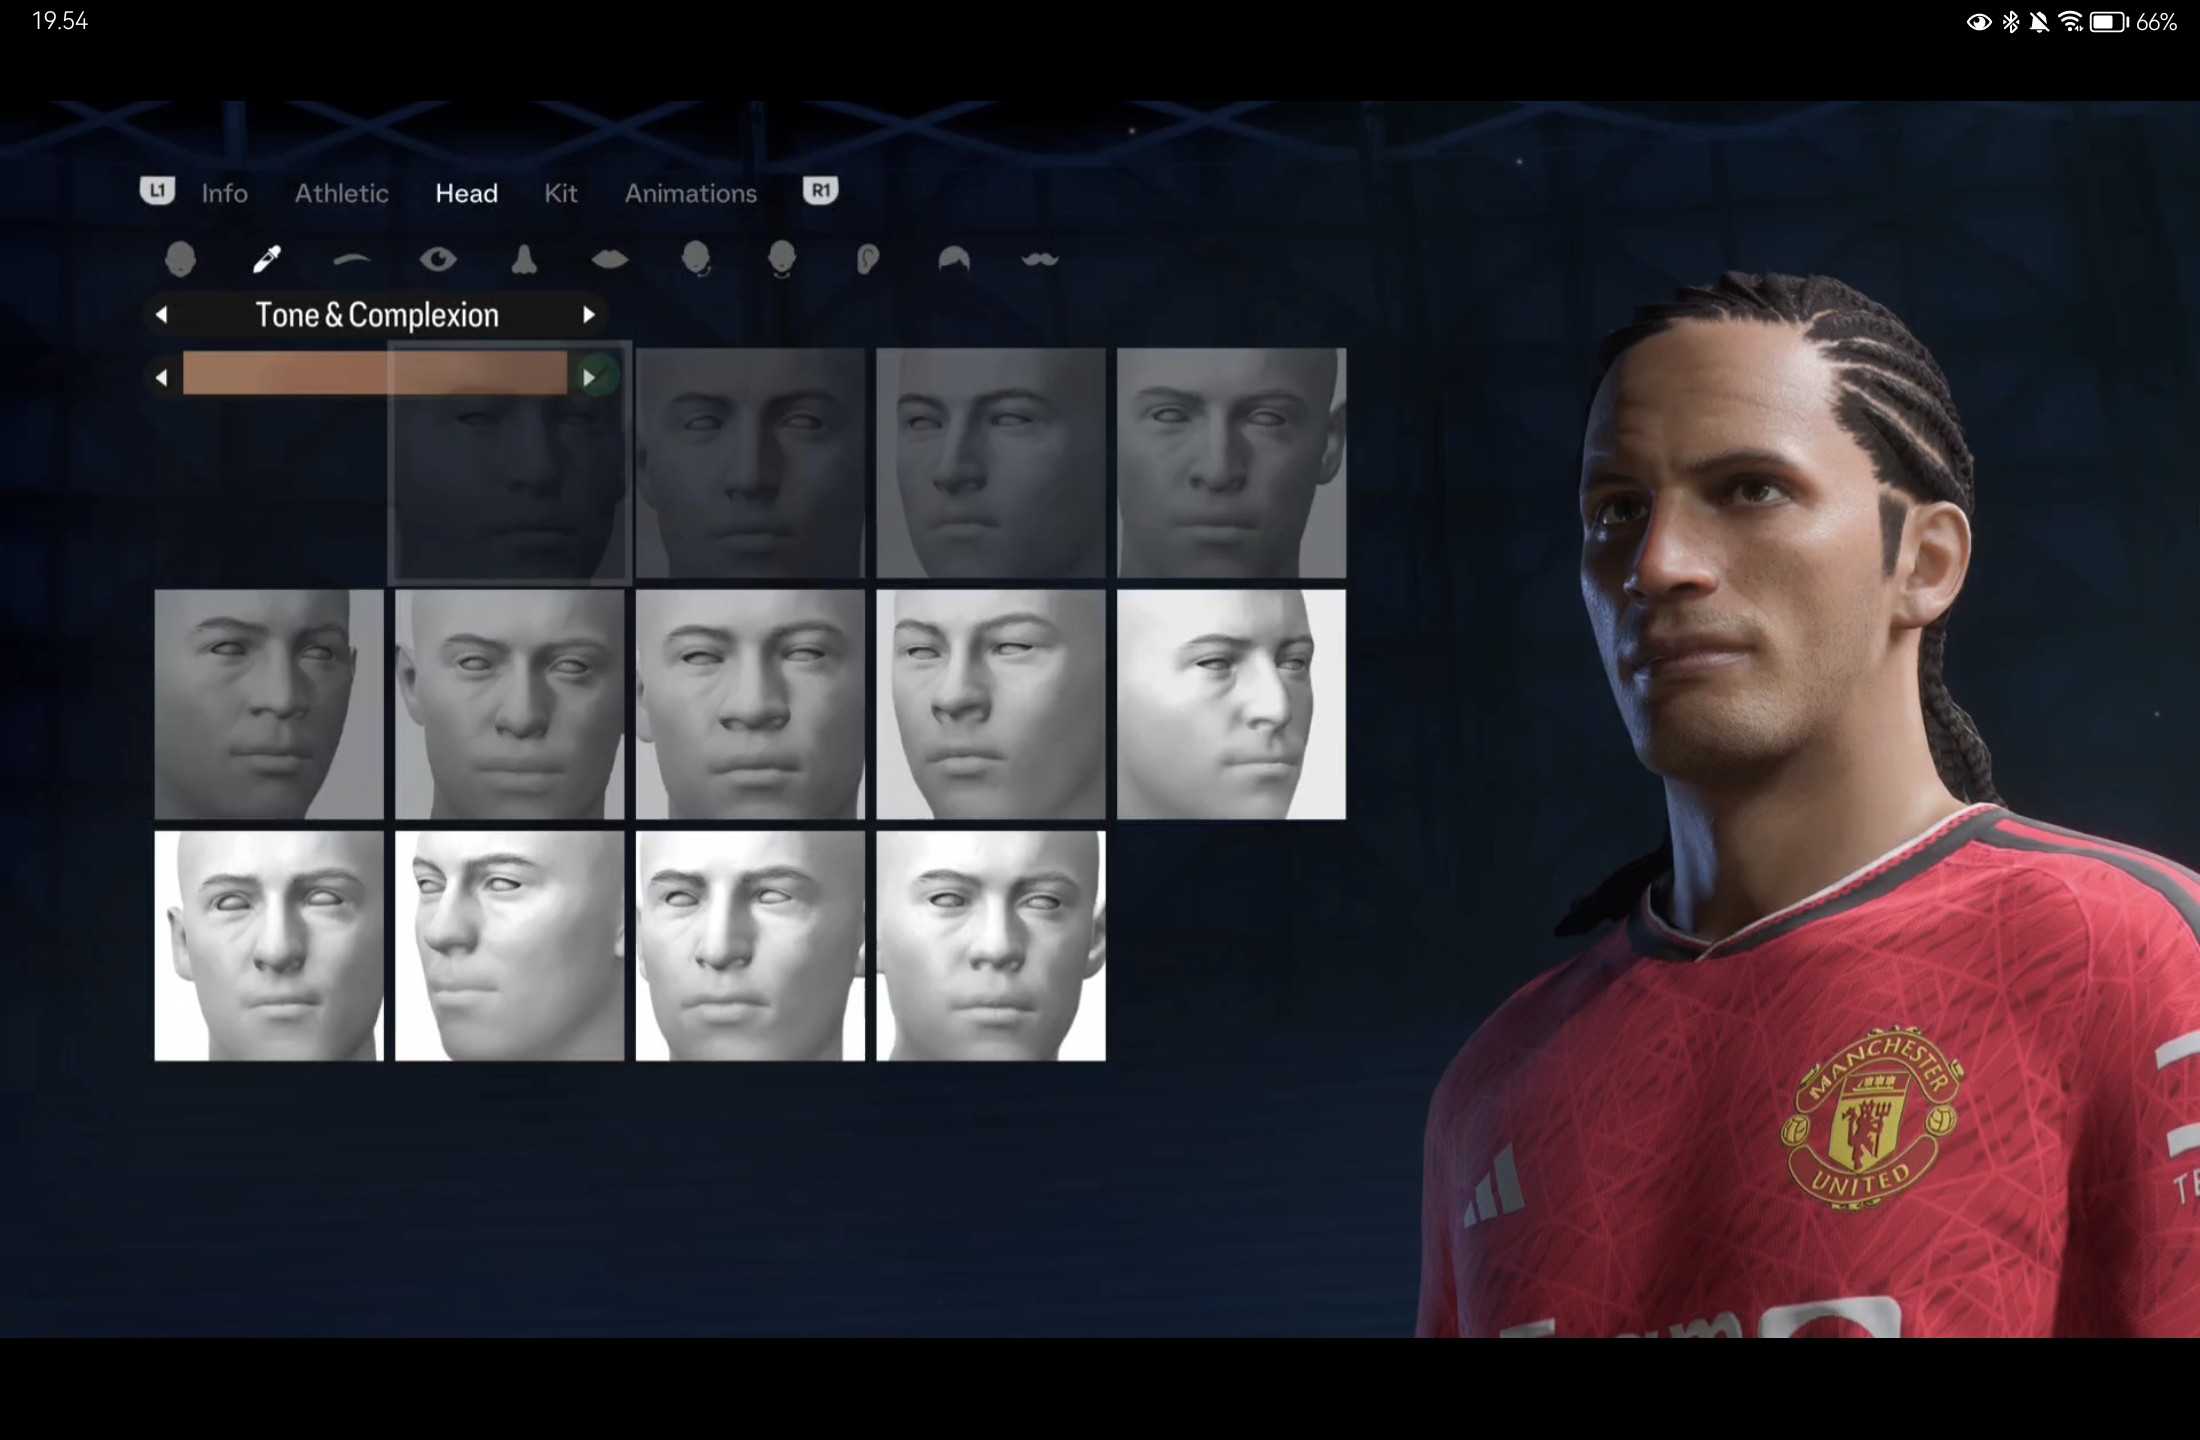 19.54
66%
L1 Info Athletic Head Kit Animations R1
Tone & Complexion
MANCHESTER
UNITED